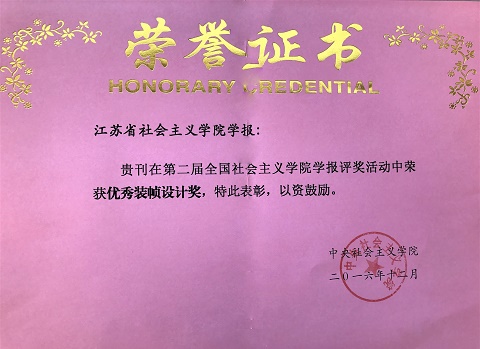 荣誉证书
HONORARY CREDENTIAL
江苏省社会主义学院学报:
贵刊在第二届全国社会主义学院学报评奖活动中荣
获优秀装帧设计奖，特此表彰，以资鼓励。
中央社会主义学院
二〇一六年十二月